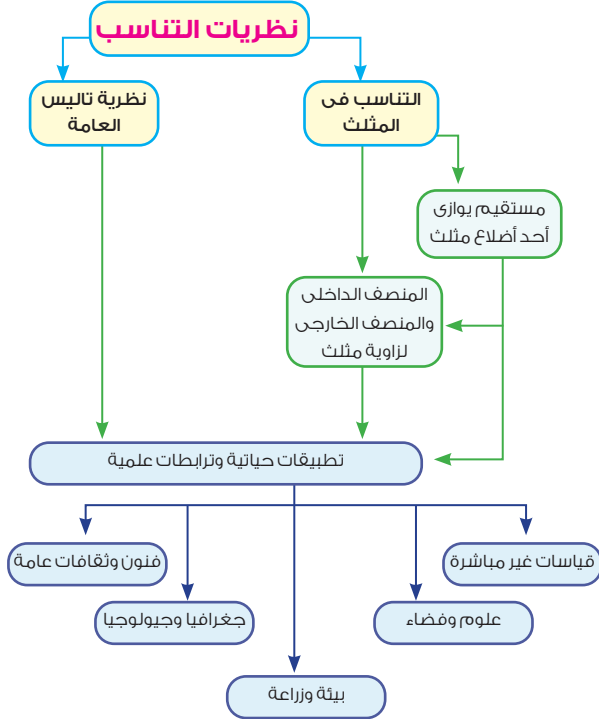 نظريات التناسب
التناسب فى
المثلث
نظرية تاليس
العامة
مستقيم يوازى
أحد أضلاع مثلث
المنصف الداخلى
والمنصف الخارجى
لزاوية مثلث
تطبيقات حياتية وترابطات علمية
قياسات غير مباشرة
فنون وثقافات عامة
علوم وفضاء
جغرافيا وجيولوجيا
بيئة وزراعة